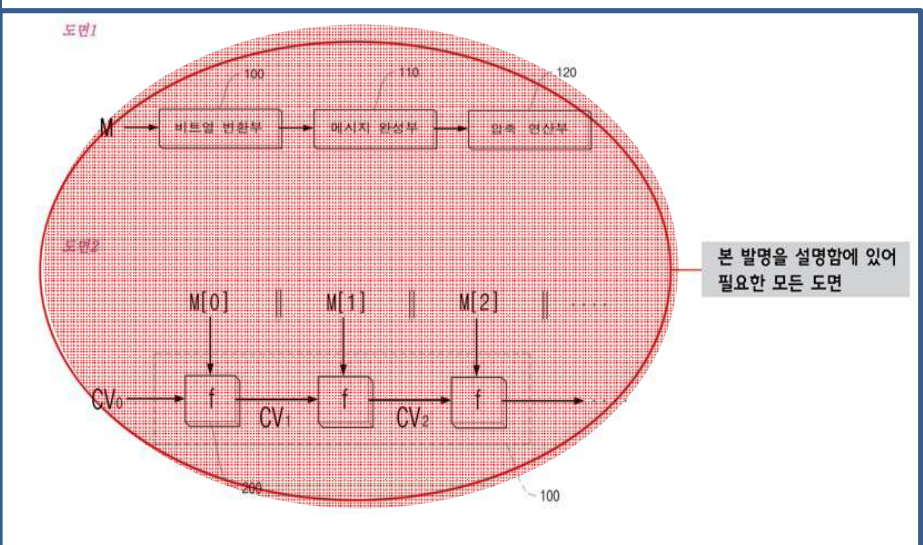 도면1
100
110
120
M
비트열 변환부
메시지 완성부
압축 연산부
도면2
본 발명을 설명함에 있어
필요한 모든 도면
M[0] || M[1] || M[2] || ....
CV₀
f
f
f
....
CV₁
CV₂
200
100